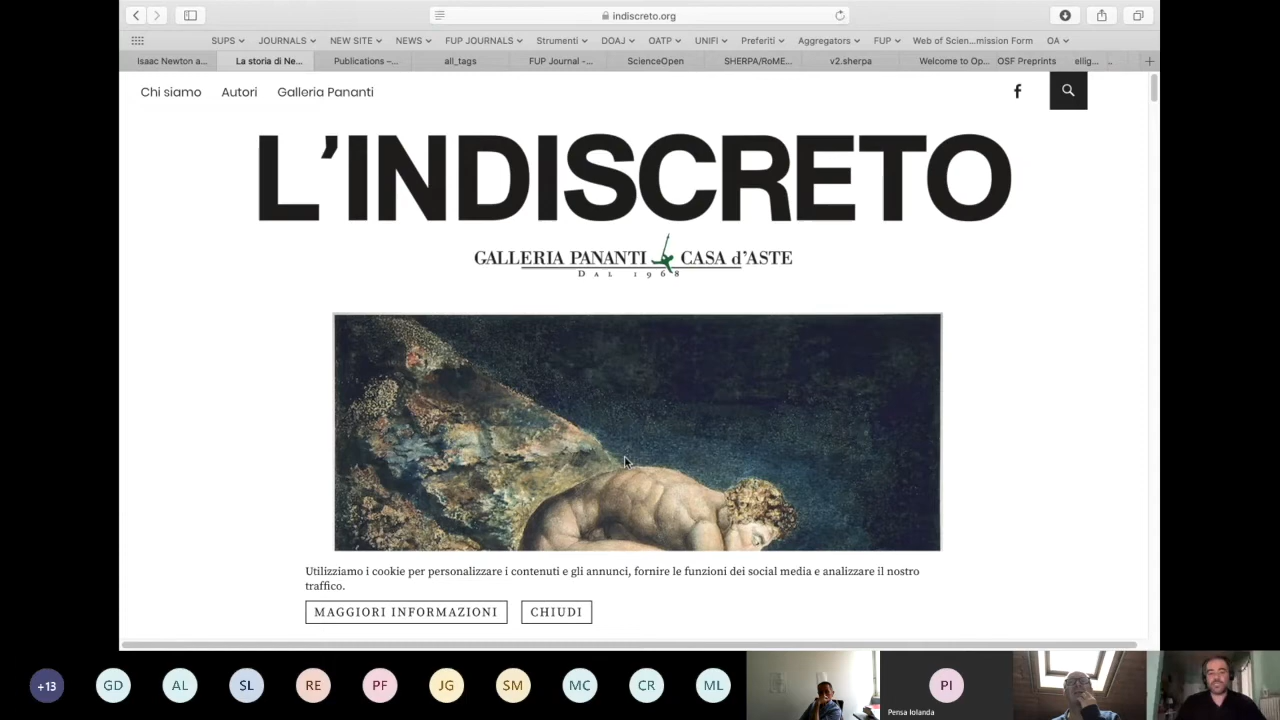 indiscreto.org
SUPS JOURNALS NEW SITE NEWS FUP JOURNALS Strumenti DOAJ OATP UNIFI Preferiti Aggregators FUP Web of Scien...mission Form OA
Isaac Newton a... La storia di Ne... Publications –... all_tags FUP Journal -... ScienceOpen SHERPA/RoME... v2.sherpa Welcome to Op... OSF Preprints ellig...
Chi siamo Autori Galleria Pananti
L'INDISCRETO
GALLERIA PANANTI CASA d'ASTE
DAL 1968
Utilizziamo i cookie per personalizzare i contenuti e gli annunci, fornire le funzioni dei social media e analizzare il nostro
traffico.
MAGGIORI INFORMAZIONI CHIUDI
+13 GD AL SL RE PF JG SM MC CR ML PI
Pensa Iolanda